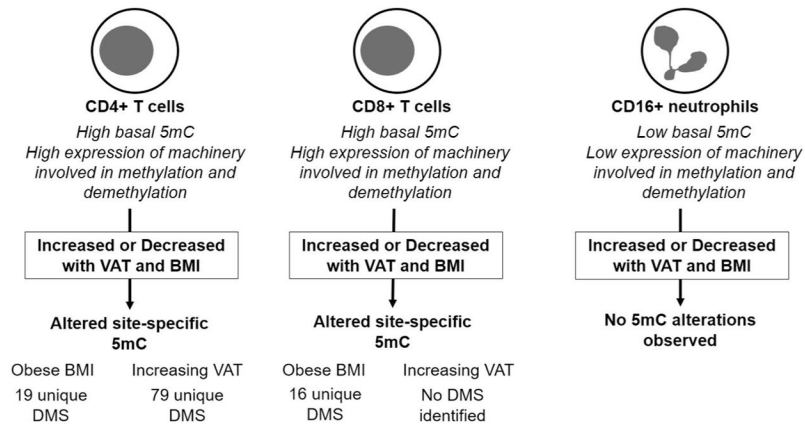 CD4+ T cells
High basal 5mC
High expression of machinery
involved in methylation and
demethylation
Increased or Decreased
with VAT and BMI
Altered site-specific
5mC
Obese BMI
19 unique
DMS
Increasing VAT
79 unique
DMS
CD8+ T cells
High basal 5mC
High expression of machinery
involved in methylation and
demethylation
Increased or Decreased
with VAT and BMI
Altered site-specific
5mC
Obese BMI
16 unique
DMS
Increasing VAT
No DMS
identified
CD16+ neutrophils
Low basal 5mC
Low expression of machinery
involved in methylation and
demethylation
Increased or Decreased
with VAT and BMI
No 5mC alterations
observed